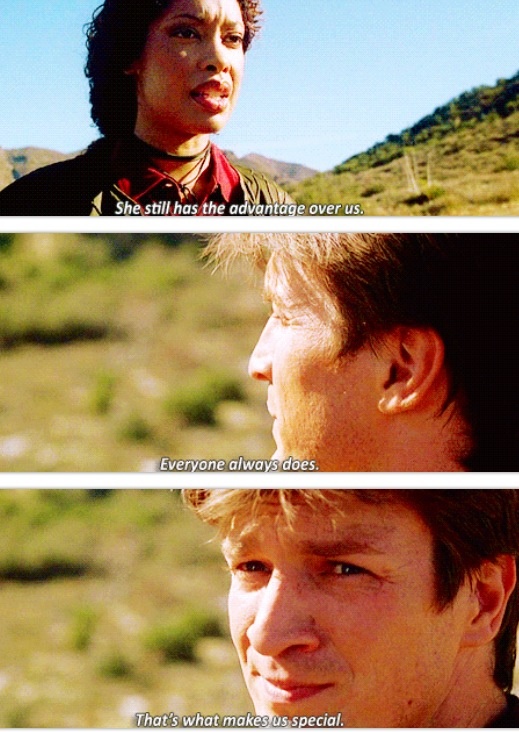 She still has the advantage over us.
Everyone always does.
That's what makes us special.